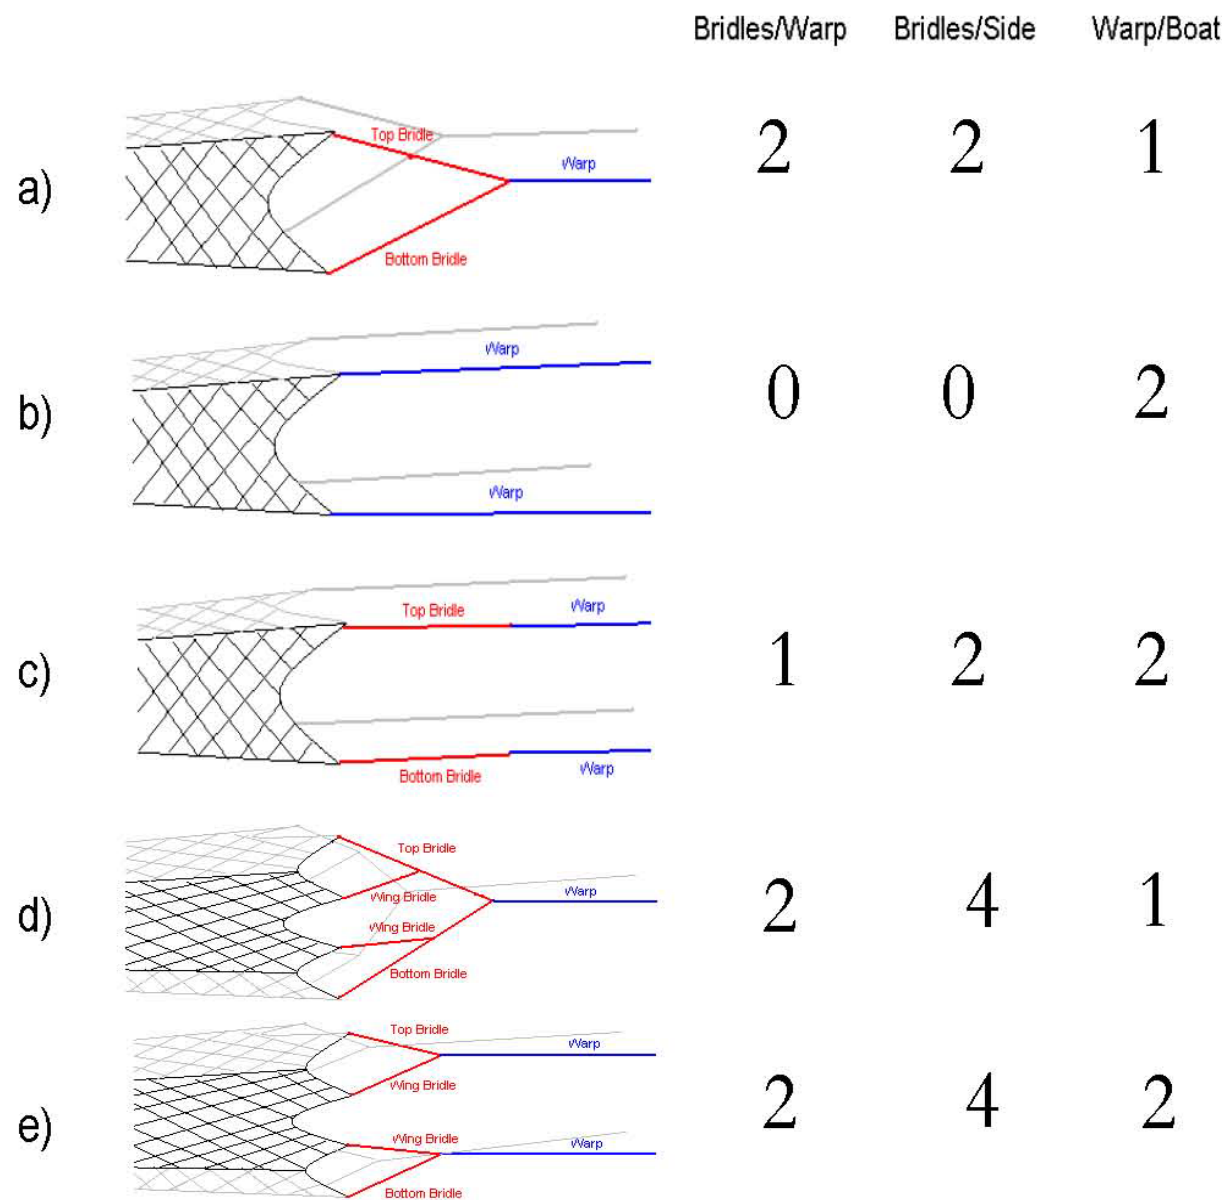 Bridles/Warp Bridles/Side Warp/Boat
a) Top Bridle Warp Bottom Bridle 2 2 1
b) Warp Warp 0 0 2
c) Top Bridle Warp Bottom Bridle Warp 1 2 2
d) Top Bridle Wing Bridle Warp Wing Bridle Bottom Bridle 2 4 1
e) Top Bridle Warp Wing Bridle Wing Bridle Warp Bottom Bridle 2 4 2